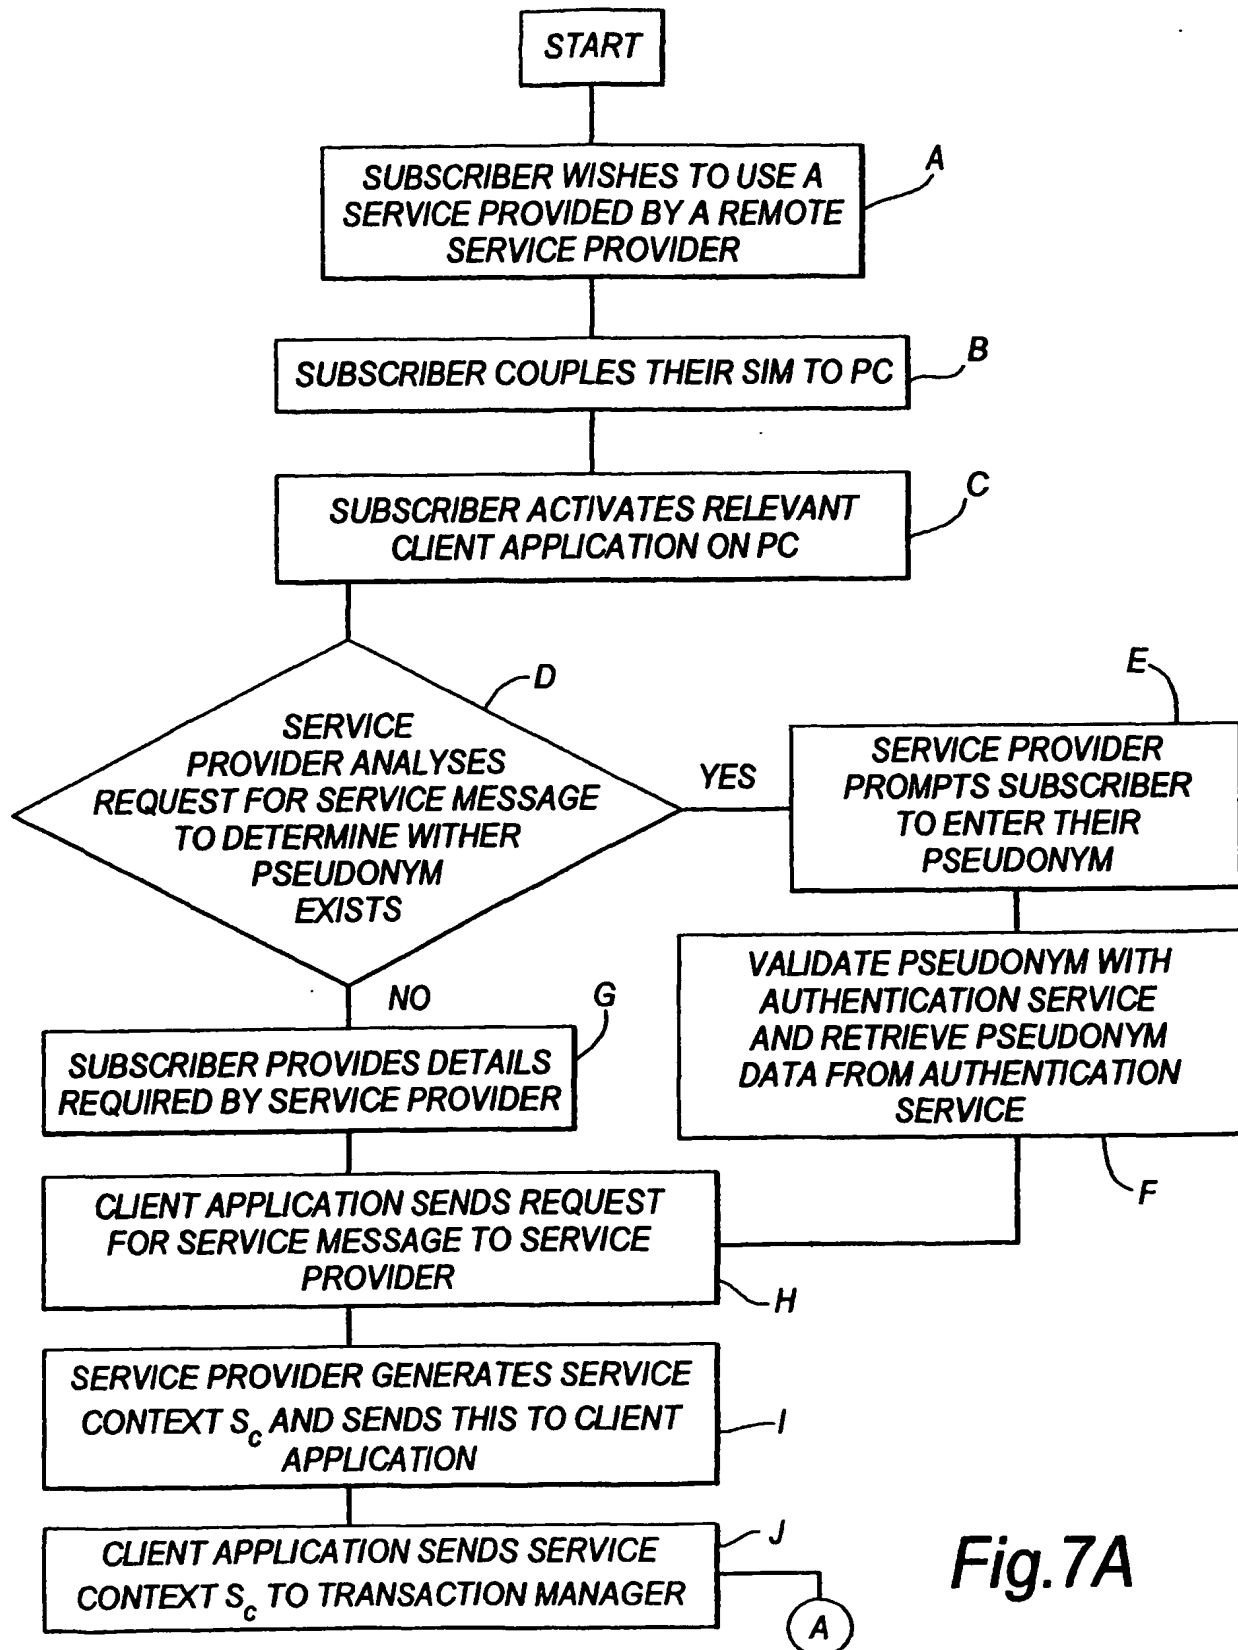 START
SUBSCRIBER WISHES TO USE A
SERVICE PROVIDED BY A REMOTE
SERVICE PROVIDER
A
SUBSCRIBER COUPLES THEIR SIM TO PC
B
SUBSCRIBER ACTIVATES RELEVANT
CLIENT APPLICATION ON PC
C
D
SERVICE
PROVIDER ANALYSES
REQUEST FOR SERVICE MESSAGE
TO DETERMINE WITHER
PSEUDONYM
EXISTS
YES
E
SERVICE PROVIDER
PROMPTS SUBSCRIBER
TO ENTER THEIR
PSEUDONYM
VALIDATE PSEUDONYM WITH
AUTHENTICATION SERVICE
AND RETRIEVE PSEUDONYM
DATA FROM AUTHENTICATION
SERVICE
F
NO
G
SUBSCRIBER PROVIDES DETAILS
REQUIRED BY SERVICE PROVIDER
CLIENT APPLICATION SENDS REQUEST
FOR SERVICE MESSAGE TO SERVICE
PROVIDER
H
SERVICE PROVIDER GENERATES SERVICE
CONTEXT Sc AND SENDS THIS TO CLIENT
APPLICATION
I
CLIENT APPLICATION SENDS SERVICE
CONTEXT Sc TO TRANSACTION MANAGER
J
A
Fig.7A